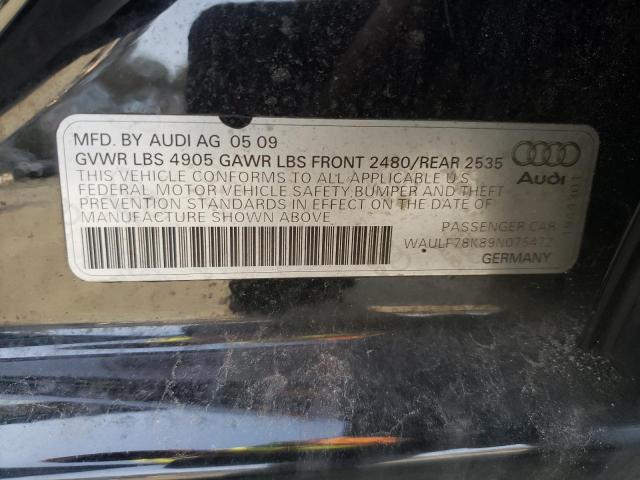 MFD. BY AUDI AG 05 09
GVWR LBS 4905 GAWR LBS FRONT 2480/REAR 2535
THIS VEHICLE CONFORMS TO ALL APPLICABLE U.S
FEDERAL MOTOR VEHICLE SAFETY,BUMPER AND THEFT
PREVENTION STANDARDS IN EFFECT ON THE DATE OF
MANUFACTURE SHOWN ABOVE
Audi
PASSENGER CAR
WAULF78K89N075472
GERMANY